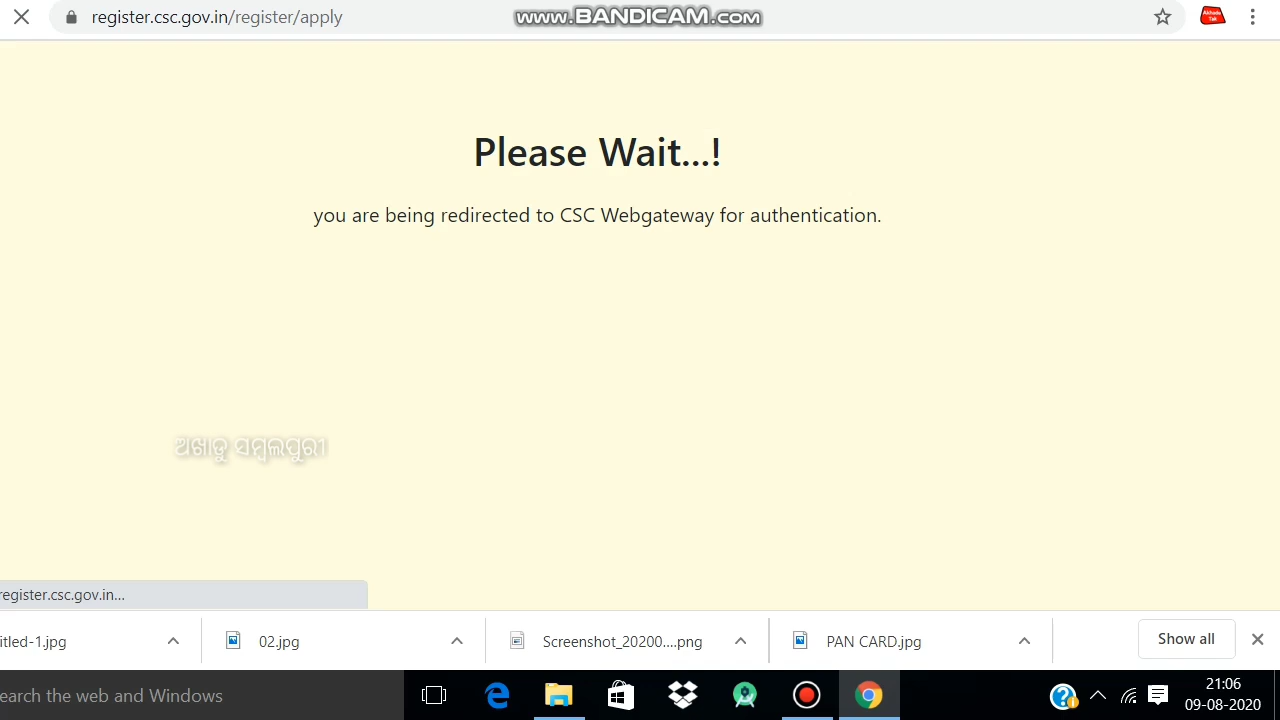 register.csc.gov.in/register/apply
www.BANDICAM.com
Akhada Tak
Please Wait...!
you are being redirected to CSC Webgateway for authentication.
ଅଖାଡୁ ସମ୍ବଲପୁରୀ
register.csc.gov.in...
itled-1.jpg
02.jpg
Screenshot_20200....png
PAN CARD.jpg
Show all
earch the web and Windows
21:06
09-08-2020